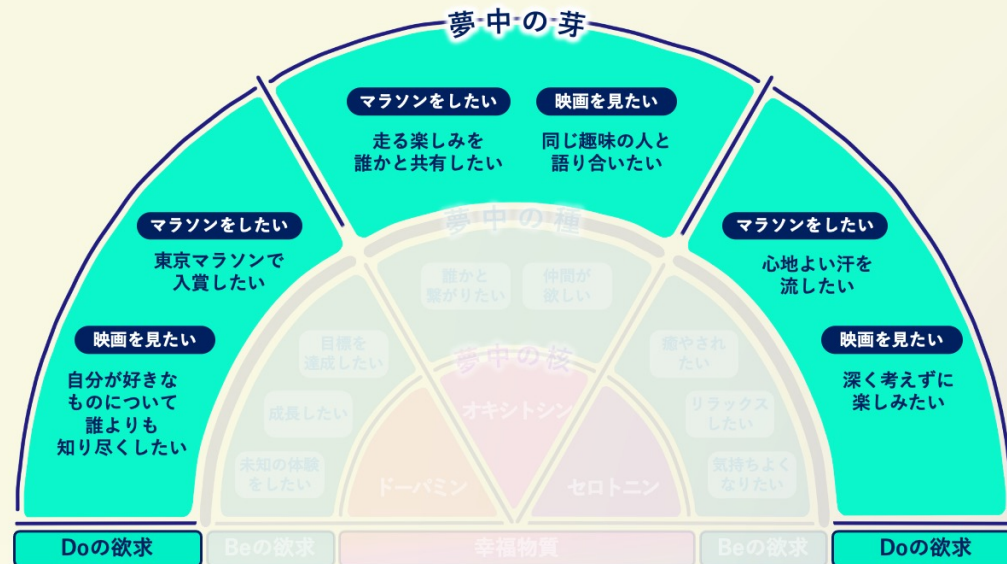 夢中の芽
マラソンをしたい
走る楽しみを
誰かと共有したい
映画を見たい
同じ趣味の人と
語り合いたい
マラソンをしたい
東京マラソンで
入賞したい
映画を見たい
自分が好きな
ものについて
誰よりも
知り尽くしたい
マラソンをしたい
心地よい汗を
流したい
映画を見たい
深く考えずに
楽しみたい
夢中の種
誰かと
繋がりたい
仲間が
欲しい
目標を
達成したい
成長したい
未知の体験
をしたい
癒やされ
たい
リラックス
したい
気持ちよく
なりたい
夢中の核
オキシトシン
ドーパミン
セロトニン
Doの欲求
Beの欲求
幸福物質
Beの欲求
Doの欲求